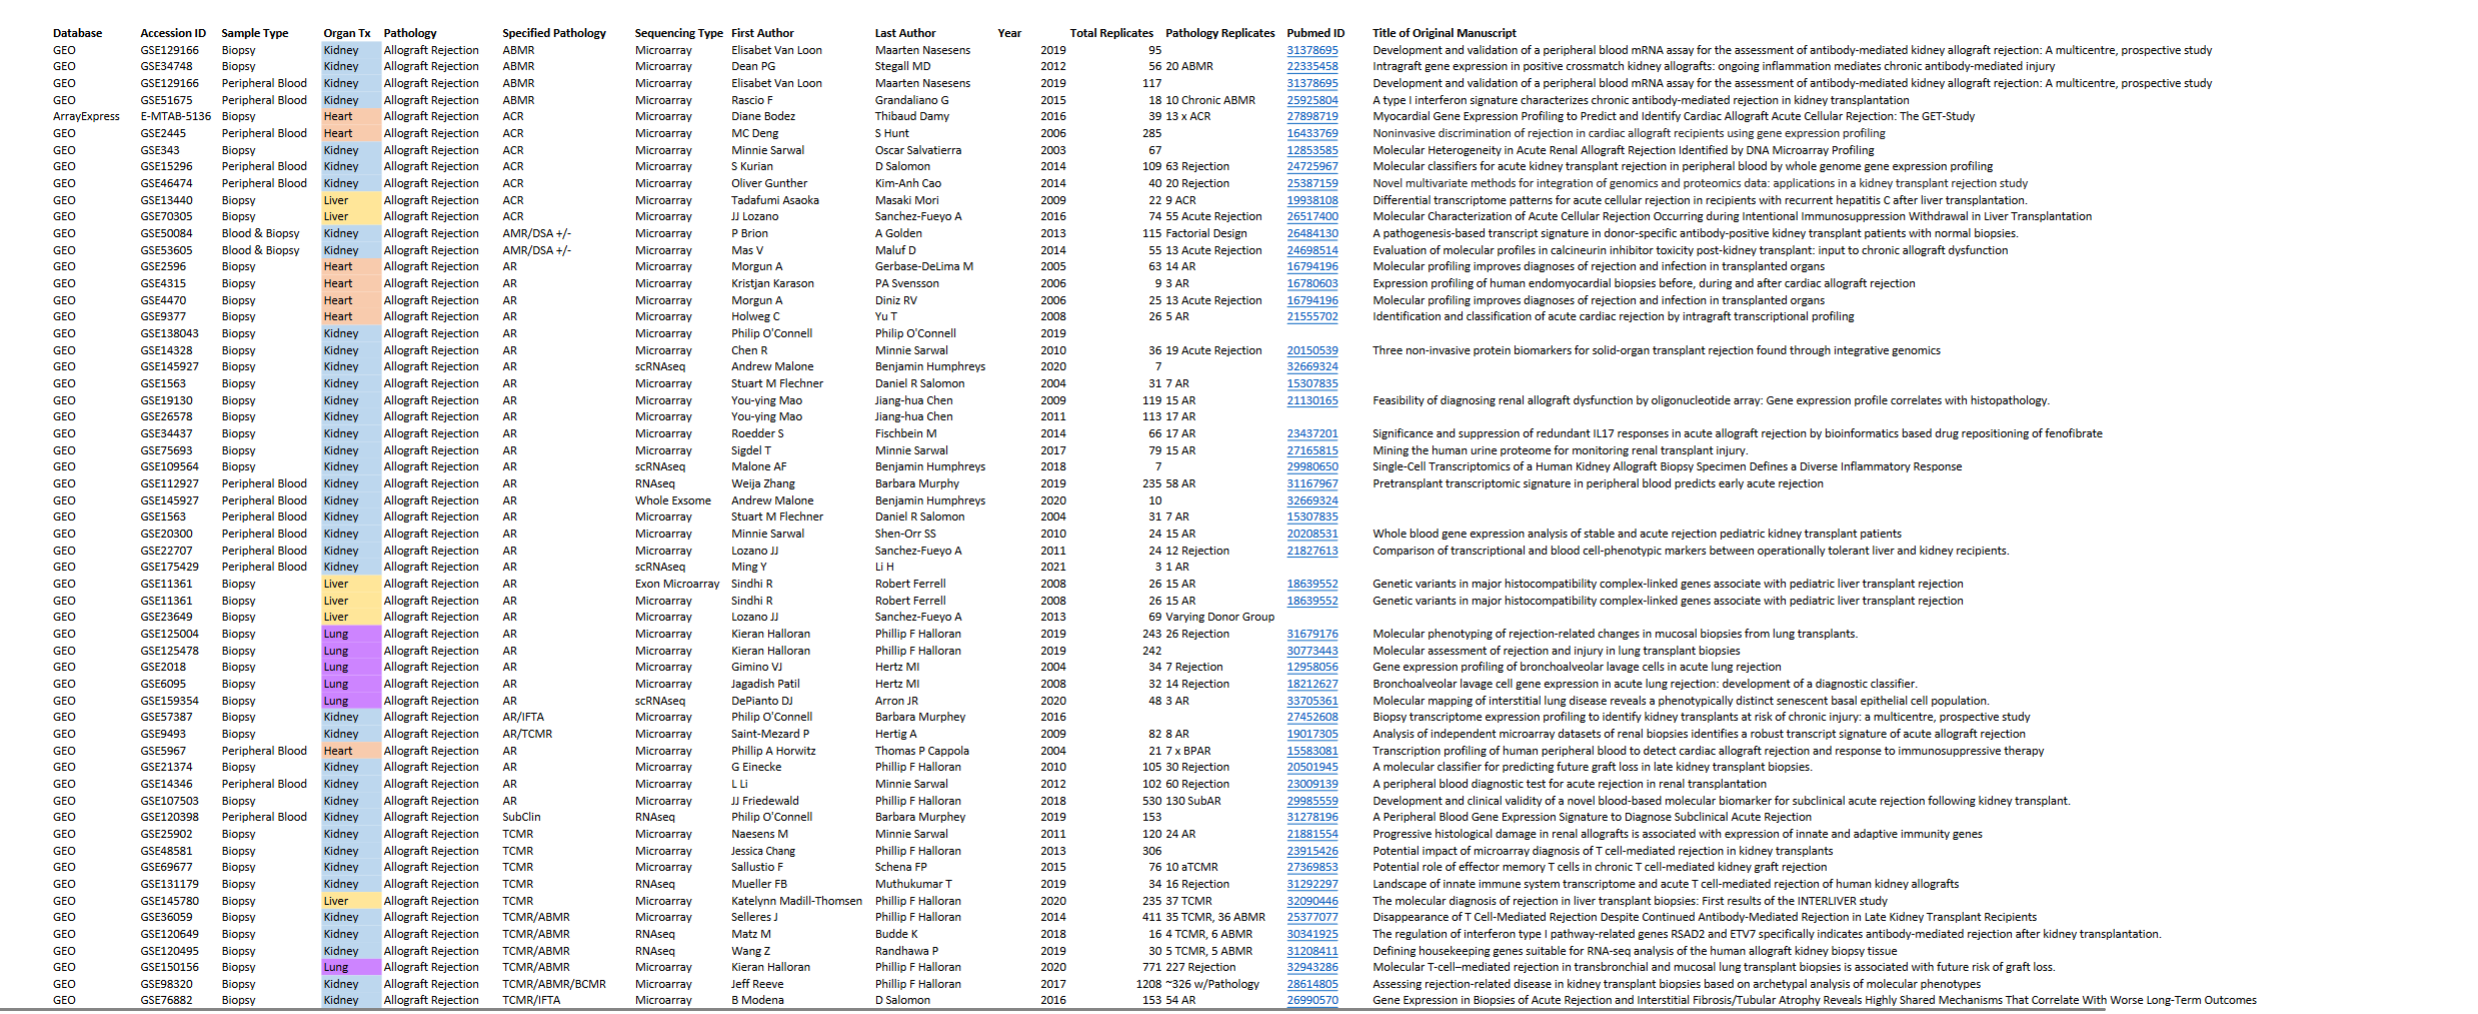 Database Accession ID Sample Type Organ Tx Pathology Specified Pathology Sequencing Type First Author Last Author Year Total Replicates Pathology Replicates Pubmed ID Title of Original Manuscript
GEO GSE129166 Biopsy Kidney Allograft Rejection ABMR Microarray Elisabet Van Loon Maarten Nasesens 2019 95 31378695 Development and validation of a peripheral blood mRNA assay for the assessment of antibody-mediated kidney allograft rejection: A multicentre, prospective study
GEO GSE34748 Biopsy Kidney Allograft Rejection ABMR Microarray Dean PG Stegall MD 2012 56 20 ABMR 22335458 Intragraft gene expression in positive crossmatch kidney allografts: ongoing inflammation mediates chronic antibody-mediated injury
GEO GSE129166 Peripheral Blood Kidney Allograft Rejection ABMR Microarray Elisabet Van Loon Maarten Nasesens 2019 117 31378695 Development and validation of a peripheral blood mRNA assay for the assessment of antibody-mediated kidney allograft rejection: A multicentre, prospective study
GEO GSE51675 Peripheral Blood Kidney Allograft Rejection ABMR Microarray Rascio F Grandaliano G 2015 18 10 Chronic ABMR 25925804 A type I interferon signature characterizes chronic antibody-mediated rejection in kidney transplantation
ArrayExpress E-MTAB-5136 Biopsy Heart Allograft Rejection ACR Microarray Diane Bodez Thibaud Damy 2016 39 13 x ACR 27898719 Myocardial Gene Expression Profiling to Predict and Identify Cardiac Allograft Acute Cellular Rejection: The GET-Study
GEO GSE2445 Peripheral Blood Heart Allograft Rejection ACR Microarray MC Deng S Hunt 2006 285 16433769 Noninvasive discrimination of rejection in cardiac allograft recipients using gene expression profiling
GEO GSE343 Biopsy Kidney Allograft Rejection ACR Microarray Minnie Sarwal Oscar Salvatierra 2003 67 12853585 Molecular Heterogeneity in Acute Renal Allograft Rejection Identified by DNA Microarray Profiling
GEO GSE15296 Peripheral Blood Kidney Allograft Rejection ACR Microarray S Kurian D Salomon 2014 109 63 Rejection 24725967 Molecular classifiers for acute kidney transplant rejection in peripheral blood by whole genome gene expression profiling
GEO GSE46474 Peripheral Blood Kidney Allograft Rejection ACR Microarray Oliver Gunther Kim-Anh Cao 2014 40 20 Rejection 25387159 Novel multivariate methods for integration of genomics and proteomics data: applications in a kidney transplant rejection study
GEO GSE13440 Biopsy Liver Allograft Rejection ACR Microarray Tadafumi Asaoka Masaki Mori 2009 22 9 ACR 19938108 Differential transcriptome patterns for acute cellular rejection in recipients with recurrent hepatitis C after liver transplantation.
GEO GSE70305 Biopsy Liver Allograft Rejection ACR Microarray JJ Lozano Sanchez-Fueyo A 2016 74 55 Acute Rejection 26517400 Molecular Characterization of Acute Cellular Rejection Occurring during Intentional Immunosuppression Withdrawal in Liver Transplantation
GEO GSE50084 Blood & Biopsy Kidney Allograft Rejection AMR/DSA +/- Microarray P Brion A Golden 2013 115 Factorial Design 26484130 A pathogenesis-based transcript signature in donor-specific antibody-positive kidney transplant patients with normal biopsies.
GEO GSE53605 Blood & Biopsy Kidney Allograft Rejection AMR/DSA +/- Microarray Mas V Maluf D 2014 55 13 Acute Rejection 24698514 Evaluation of molecular profiles in calcineurin inhibitor toxicity post-kidney transplant: input to chronic allograft dysfunction
GEO GSE2596 Biopsy Heart Allograft Rejection AR Microarray Morgun A Gerbase-DeLima M 2005 63 14 AR 16794196 Molecular profiling improves diagnoses of rejection and infection in transplanted organs
GEO GSE4315 Biopsy Heart Allograft Rejection AR Microarray Kristjan Karason PA Svensson 2006 9 3 AR 16780603 Expression profiling of human endomyocardial biopsies before, during and after cardiac allograft rejection
GEO GSE4470 Biopsy Heart Allograft Rejection AR Microarray Morgun A Diniz RV 2006 25 13 Acute Rejection 16794196 Molecular profiling improves diagnoses of rejection and infection in transplanted organs
GEO GSE9377 Biopsy Heart Allograft Rejection AR Microarray Holweg C Yu T 2008 26 5 AR 21555702 Identification and classification of acute cardiac rejection by intragraft transcriptional profiling
GEO GSE138043 Biopsy Kidney Allograft Rejection AR Microarray Philip O'Connell Philip O'Connell 2019
GEO GSE14328 Biopsy Kidney Allograft Rejection AR Microarray Chen R Minnie Sarwal 2010 36 19 Acute Rejection 20150539 Three non-invasive protein biomarkers for solid-organ transplant rejection found through integrative genomics
GEO GSE145927 Biopsy Kidney Allograft Rejection AR scRNAseq Andrew Malone Benjamin Humphreys 2020 7 32669324
GEO GSE1563 Biopsy Kidney Allograft Rejection AR Microarray Stuart M Flechner Daniel R Salomon 2004 31 7 AR 15307835
GEO GSE19130 Biopsy Kidney Allograft Rejection AR Microarray You-ying Mao Jiang-hua Chen 2009 119 15 AR 21130165 Feasibility of diagnosing renal allograft dysfunction by oligonucleotide array: Gene expression profile correlates with histopathology.
GEO GSE26578 Biopsy Kidney Allograft Rejection AR Microarray You-ying Mao Jiang-hua Chen 2011 113 17 AR
GEO GSE34437 Biopsy Kidney Allograft Rejection AR Microarray Roedder S Fischbein M 2014 66 17 AR 23437201 Significance and suppression of redundant IL17 responses in acute allograft rejection by bioinformatics based drug repositioning of fenofibrate
GEO GSE75693 Biopsy Kidney Allograft Rejection AR Microarray Sigdel T Minnie Sarwal 2017 79 15 AR 27165815 Mining the human urine proteome for monitoring renal transplant injury.
GEO GSE109564 Biopsy Kidney Allograft Rejection AR scRNAseq Malone AF Benjamin Humphreys 2018 7 29980650 Single-Cell Transcriptomics of a Human Kidney Allograft Biopsy Specimen Defines a Diverse Inflammatory Response
GEO GSE112927 Peripheral Blood Kidney Allograft Rejection AR RNAseq Weija Zhang Barbara Murphy 2019 235 58 AR 31167967 Pretransplant transcriptomic signature in peripheral blood predicts early acute rejection
GEO GSE145927 Peripheral Blood Kidney Allograft Rejection AR Whole Exsome Andrew Malone Benjamin Humphreys 2020 10 32669324
GEO GSE1563 Peripheral Blood Kidney Allograft Rejection AR Microarray Stuart M Flechner Daniel R Salomon 2004 31 7 AR 15307835
GEO GSE20300 Peripheral Blood Kidney Allograft Rejection AR Microarray Minnie Sarwal Shen-Orr SS 2010 24 15 AR 20208531 Whole blood gene expression analysis of stable and acute rejection pediatric kidney transplant patients
GEO GSE22707 Peripheral Blood Kidney Allograft Rejection AR Microarray Lozano JJ Sanchez-Fueyo A 2011 24 12 Rejection 21827613 Comparison of transcriptional and blood cell-phenotypic markers between operationally tolerant liver and kidney recipients.
GEO GSE175429 Peripheral Blood Kidney Allograft Rejection AR scRNAseq Ming Y Li H 2021 3 1 AR
GEO GSE11361 Biopsy Liver Allograft Rejection AR Exon Microarray Sindhi R Robert Ferrell 2008 26 15 AR 18639552 Genetic variants in major histocompatibility complex-linked genes associate with pediatric liver transplant rejection
GEO GSE11361 Biopsy Liver Allograft Rejection AR Microarray Sindhi R Robert Ferrell 2008 26 15 AR 18639552 Genetic variants in major histocompatibility complex-linked genes associate with pediatric liver transplant rejection
GEO GSE23649 Biopsy Liver Allograft Rejection AR Microarray Lozano JJ Sanchez-Fueyo A 2013 69 Varying Donor Group
GEO GSE125004 Biopsy Lung Allograft Rejection AR Microarray Kieran Halloran Phillip F Halloran 2019 243 26 Rejection 31679176 Molecular phenotyping of rejection-related changes in mucosal biopsies from lung transplants.
GEO GSE125478 Biopsy Lung Allograft Rejection AR Microarray Kieran Halloran Phillip F Halloran 2019 242 30773443 Molecular assessment of rejection and injury in lung transplant biopsies
GEO GSE2018 Biopsy Lung Allograft Rejection AR Microarray Gimino VJ Hertz MI 2004 34 7 Rejection 12958056 Gene expression profiling of bronchoalveolar lavage cells in acute lung rejection
GEO GSE6095 Biopsy Lung Allograft Rejection AR Microarray Jagadish Patil Hertz MI 2008 32 14 Rejection 18212627 Bronchoalveolar lavage cell gene expression in acute lung rejection: development of a diagnostic classifier.
GEO GSE159354 Biopsy Lung Allograft Rejection AR scRNAseq DePianto DJ Arron JR 2020 48 3 AR 33705361 Molecular mapping of interstitial lung disease reveals a phenotypically distinct senescent basal epithelial cell population.
GEO GSE57387 Biopsy Kidney Allograft Rejection AR/IFTA Microarray Philip O'Connell Barbara Murphey 2016 27452608 Biopsy transcriptome expression profiling to identify kidney transplants at risk of chronic injury: a multicentre, prospective study
GEO GSE9493 Biopsy Kidney Allograft Rejection AR/TCMR Microarray Saint-Mezard P Hertig A 2009 82 8 AR 19017305 Analysis of independent microarray datasets of renal biopsies identifies a robust transcript signature of acute allograft rejection
GEO GSE5967 Peripheral Blood Heart Allograft Rejection AR Microarray Phillip A Horwitz Thomas P Cappola 2004 21 7 x BPAR 15583081 Transcription profiling of human peripheral blood to detect cardiac allograft rejection and response to immunosuppressive therapy
GEO GSE21374 Biopsy Kidney Allograft Rejection AR Microarray G Einecke Phillip F Halloran 2010 105 30 Rejection 20501945 A molecular classifier for predicting future graft loss in late kidney transplant biopsies.
GEO GSE14346 Peripheral Blood Kidney Allograft Rejection AR Microarray L Li Minnie Sarwal 2012 102 60 Rejection 23009139 A peripheral blood diagnostic test for acute rejection in renal transplantation
GEO GSE107503 Biopsy Kidney Allograft Rejection AR Microarray JJ Friedewald Phillip F Halloran 2018 530 130 SubAR 29985559 Development and clinical validity of a novel blood-based molecular biomarker for subclinical acute rejection following kidney transplant.
GEO GSE120398 Peripheral Blood Kidney Allograft Rejection SubClin RNAseq Philip O'Connell Barbara Murphey 2019 153 31278196 A Peripheral Blood Gene Expression Signature to Diagnose Subclinical Acute Rejection
GEO GSE25902 Biopsy Kidney Allograft Rejection TCMR Microarray Naesens M Minnie Sarwal 2011 120 24 AR 21881554 Progressive histological damage in renal allografts is associated with expression of innate and adaptive immunity genes
GEO GSE48581 Biopsy Kidney Allograft Rejection TCMR Microarray Jessica Chang Phillip F Halloran 2013 306 23915426 Potential impact of microarray diagnosis of T cell-mediated rejection in kidney transplants
GEO GSE69677 Biopsy Kidney Allograft Rejection TCMR Microarray Sallustio F Schena FP 2015 76 10 aTCMR 27369853 Potential role of effector memory T cells in chronic T cell-mediated kidney graft rejection
GEO GSE131179 Biopsy Kidney Allograft Rejection TCMR RNAseq Mueller FB Muthukumar T 2019 34 16 Rejection 31292297 Landscape of innate immune system transcriptome and acute T cell-mediated rejection of human kidney allografts
GEO GSE145780 Biopsy Liver Allograft Rejection TCMR Microarray Katelynn Madill-Thomsen Phillip F Halloran 2020 235 37 TCMR 32090446 The molecular diagnosis of rejection in liver transplant biopsies: First results of the INTERLIVER study
GEO GSE36059 Biopsy Kidney Allograft Rejection TCMR/ABMR Microarray Selleres J Phillip F Halloran 2014 411 35 TCMR, 36 ABMR 25377077 Disappearance of T Cell-Mediated Rejection Despite Continued Antibody-Mediated Rejection in Late Kidney Transplant Recipients
GEO GSE120649 Biopsy Kidney Allograft Rejection TCMR/ABMR RNAseq Matz M Budde K 2018 16 4 TCMR, 6 ABMR 30341925 The regulation of interferon type I pathway-related genes RSAD2 and ETV7 specifically indicates antibody-mediated rejection after kidney transplantation.
GEO GSE120495 Biopsy Kidney Allograft Rejection TCMR/ABMR RNAseq Wang Z Randhawa P 2019 30 5 TCMR, 5 ABMR 31208411 Defining housekeeping genes suitable for RNA-seq analysis of the human allograft kidney biopsy tissue
GEO GSE150156 Biopsy Lung Allograft Rejection TCMR/ABMR Microarray Kieran Halloran Phillip F Halloran 2020 771 227 Rejection 32943286 Molecular T-cell–mediated rejection in transbronchial and mucosal lung transplant biopsies is associated with future risk of graft loss.
GEO GSE98320 Biopsy Kidney Allograft Rejection TCMR/ABMR/BCMR Microarray Jeff Reeve Phillip F Halloran 2017 1208 ~326 w/Pathology 28614805 Assessing rejection-related disease in kidney transplant biopsies based on archetypal analysis of molecular phenotypes
GEO GSE76882 Biopsy Kidney Allograft Rejection TCMR/IFTA Microarray B Modena D Salomon 2016 153 54 AR 26990570 Gene Expression in Biopsies of Acute Rejection and Interstitial Fibrosis/Tubular Atrophy Reveals Highly Shared Mechanisms That Correlate With Worse Long-Term Outcomes